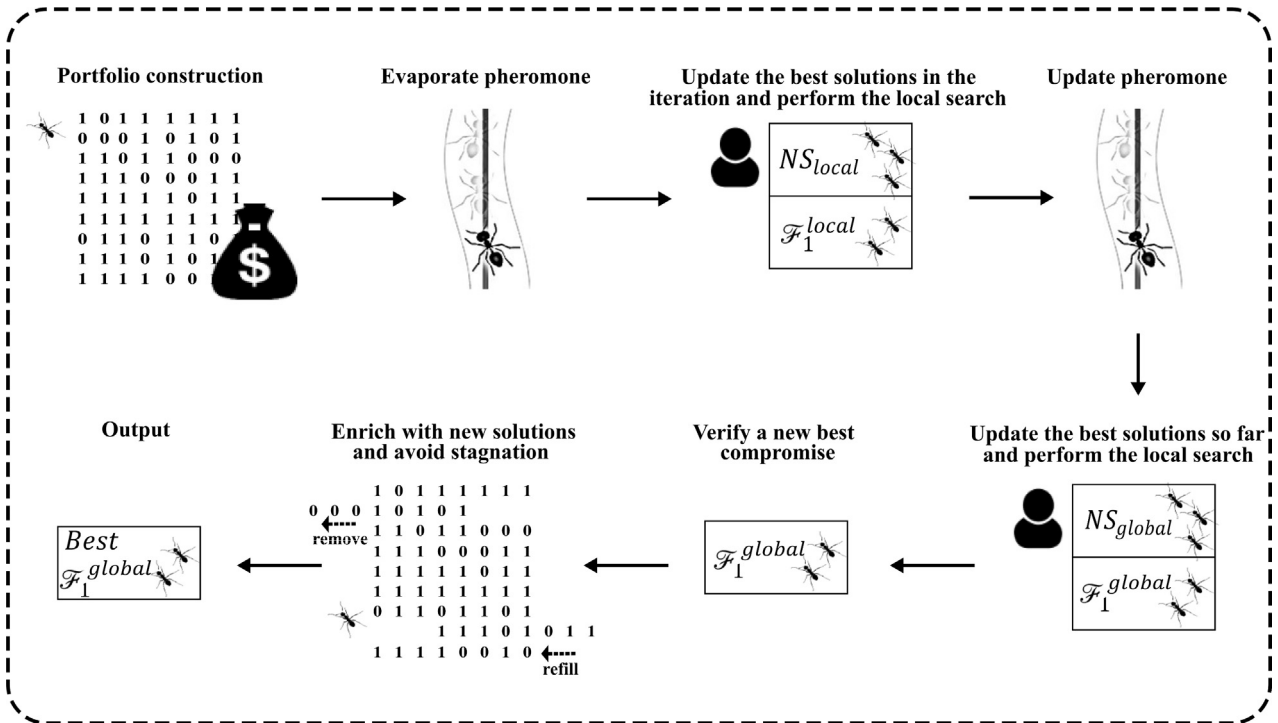 Portfolio construction
1 0 1 1 1 1 1 1
0 0 0 1 0 1 0 1
1 1 0 1 1 0 0 0
1 1 1 0 0 0 1 1
1 1 1 1 1 0 1 1
1 1 1 1 1 1 1 1
0 1 1 0 1 1 0
1 1 1 0 1 0
1 1 1 1 0 0
$
Evaporate pheromone
Update the best solutions in the
iteration and perform the local search
NS_local
ℱ_1^local
Update pheromone
Update the best solutions so far
and perform the local search
NS_global
ℱ_1^global
Verify a new best
compromise
ℱ_1^global
Enrich with new solutions
and avoid stagnation
1 0 1 1 1 1 1 1
0 0 0 1 0 1 0 1
remove
1 1 0 1 1 0 0 0
1 1 1 0 0 0 1 1
1 1 1 1 1 0 1 1
1 1 1 1 1 1 1 1
0 1 1 0 1 1 0 1
1 1 1 0 1 0 1 1
1 1 1 1 0 0 1 0
refill
Output
Best
ℱ_1^global